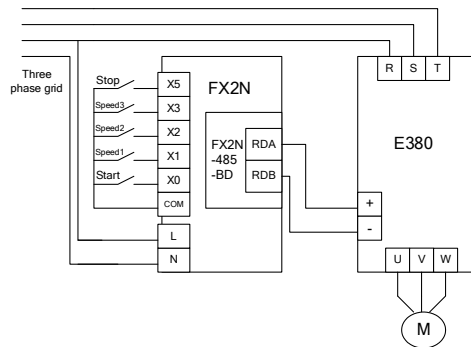 Three
phase grid
Stop
Speed3
Speed2
Speed1
Start
X5
X3
X2
X1
X0
COM
L
N
FX2N
FX2N
-485
-BD
RDA
RDB
R S T
E380
+
-
U V W
M